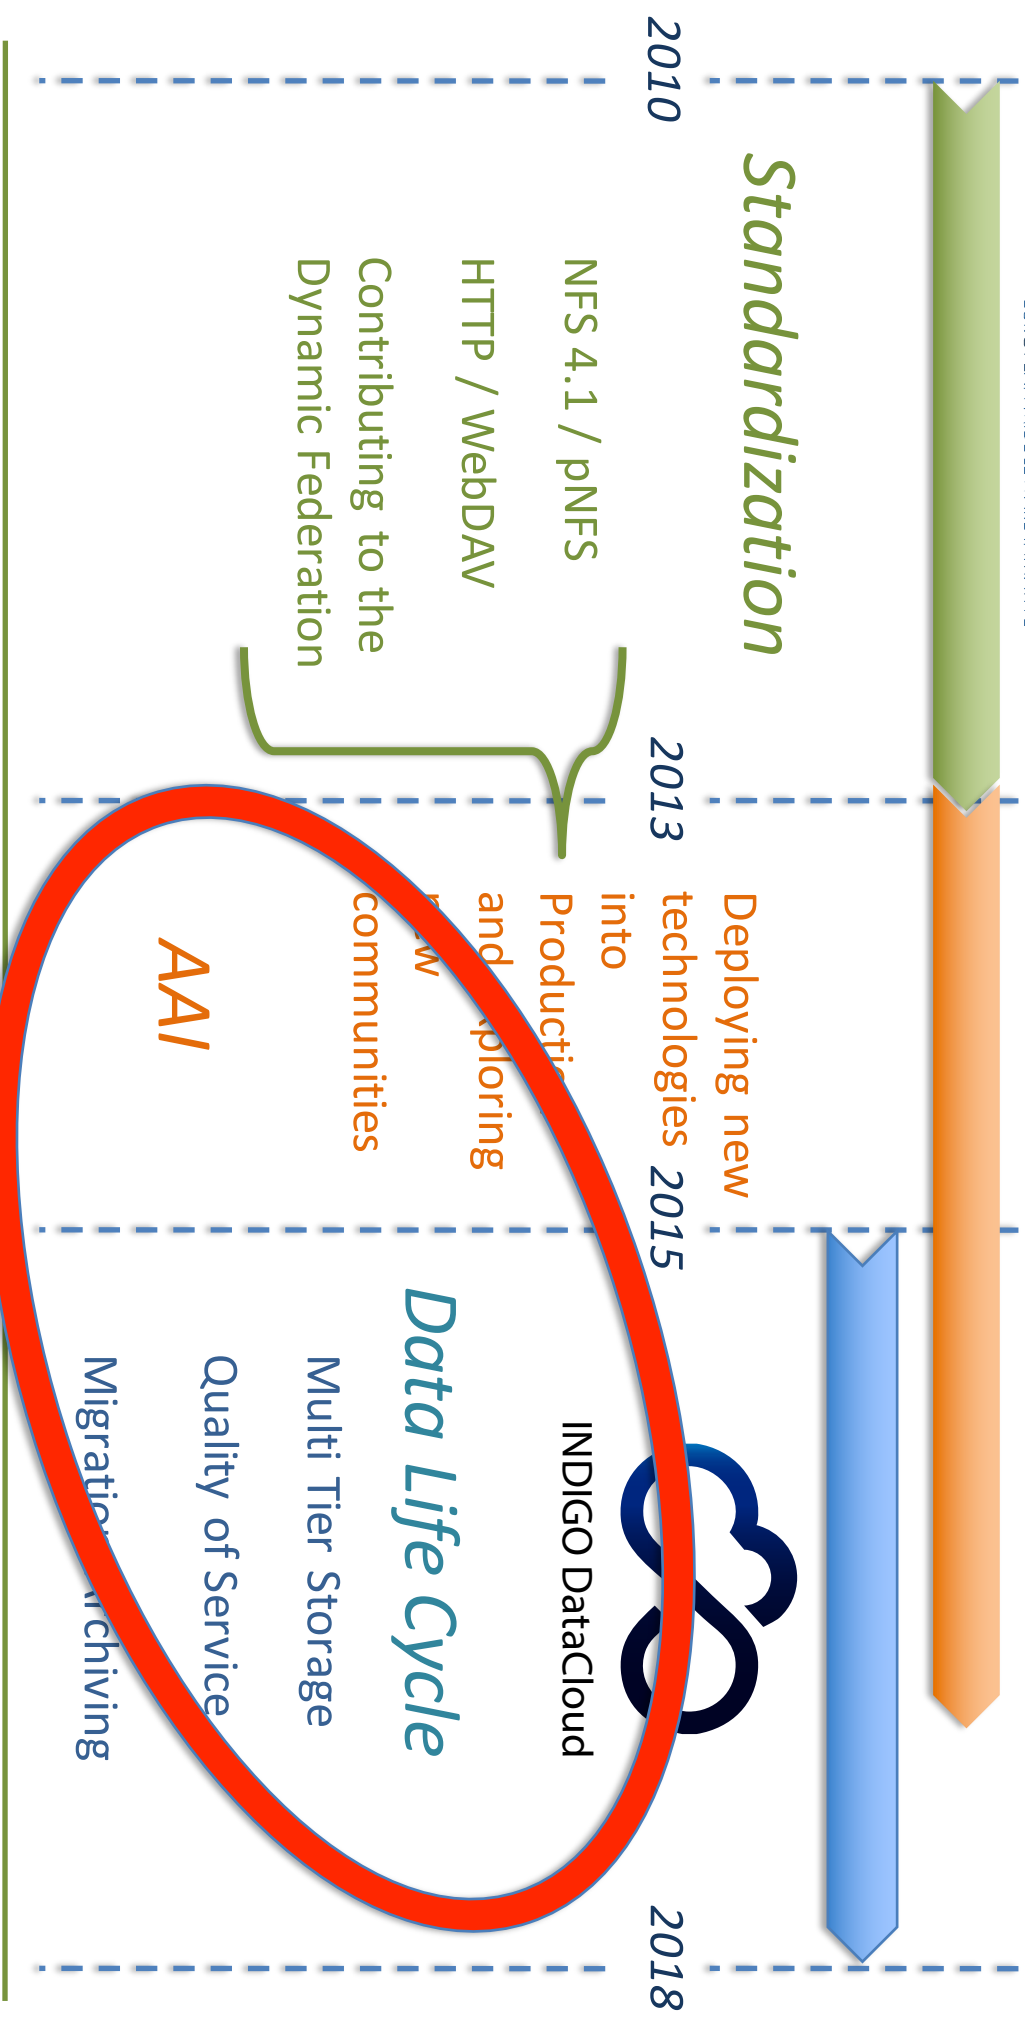 2010
2013
2015
2018
Standardization
NFS 4.1 / pNFS
HTTP / WebDAV
Contributing to the
Dynamic Federation
Deploying new
technologies
into
and
communities
AAI
INDIGO DataCloud
Data Life Cycle
Multi Tier Storage
Quality of Service